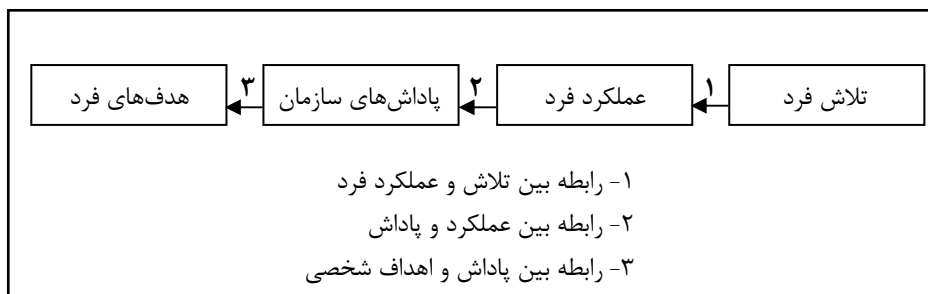 تلاش فرد ۱ عملکرد فرد ۲ پاداش‌های سازمان ۳ هدف‌های فرد
۱- رابطه بین تلاش و عملکرد فرد
۲- رابطه بین عملکرد و پاداش
۳- رابطه بین پاداش و اهداف شخصی